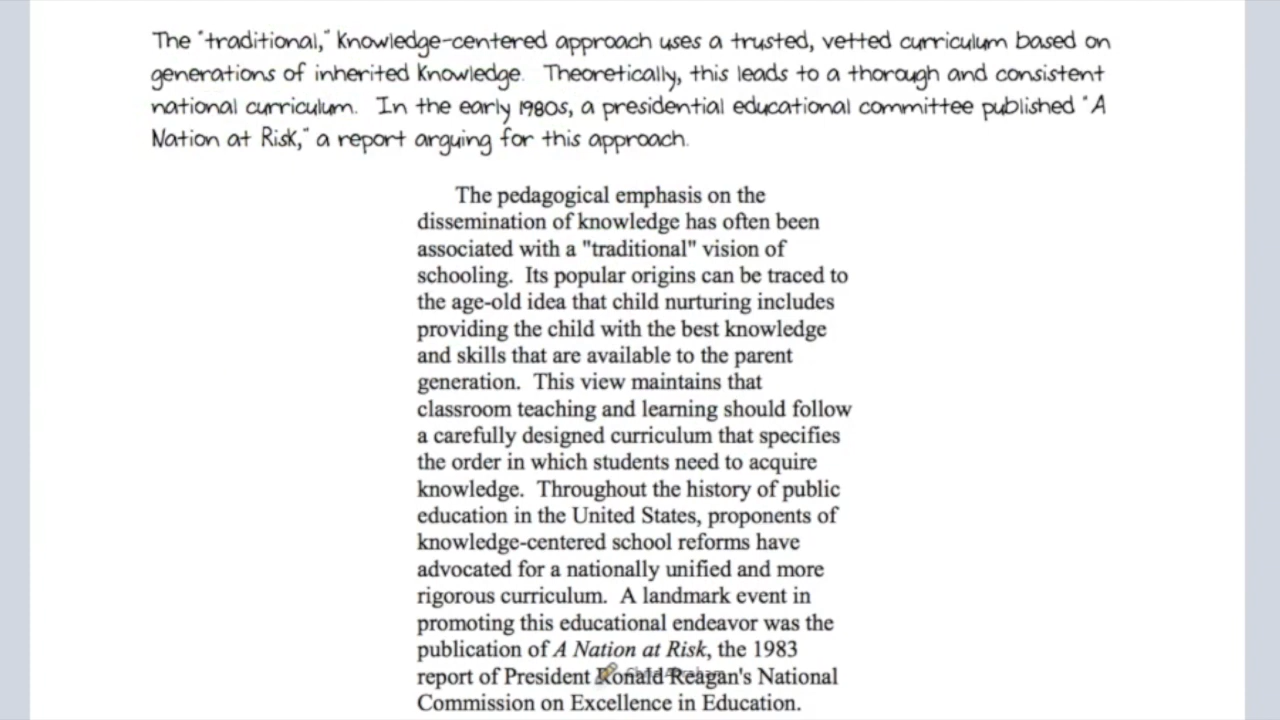 The "traditional," knowledge-centered approach uses a trusted, vetted curriculum based on
generations of inherited knowledge. Theoretically, this leads to a thorough and consistent
national curriculum. In the early 1980s, a presidential educational committee published "A
Nation at Risk," a report arguing for this approach.
The pedagogical emphasis on the
dissemination of knowledge has often been
associated with a "traditional" vision of
schooling. Its popular origins can be traced to
the age-old idea that child nurturing includes
providing the child with the best knowledge
and skills that are available to the parent
generation. This view maintains that
classroom teaching and learning should follow
a carefully designed curriculum that specifies
the order in which students need to acquire
knowledge. Throughout the history of public
education in the United States, proponents of
knowledge-centered school reforms have
advocated for a nationally unified and more
rigorous curriculum. A landmark event in
promoting this educational endeavor was the
publication of A Nation at Risk, the 1983
report of President Ronald Reagan's National
Commission on Excellence in Education.